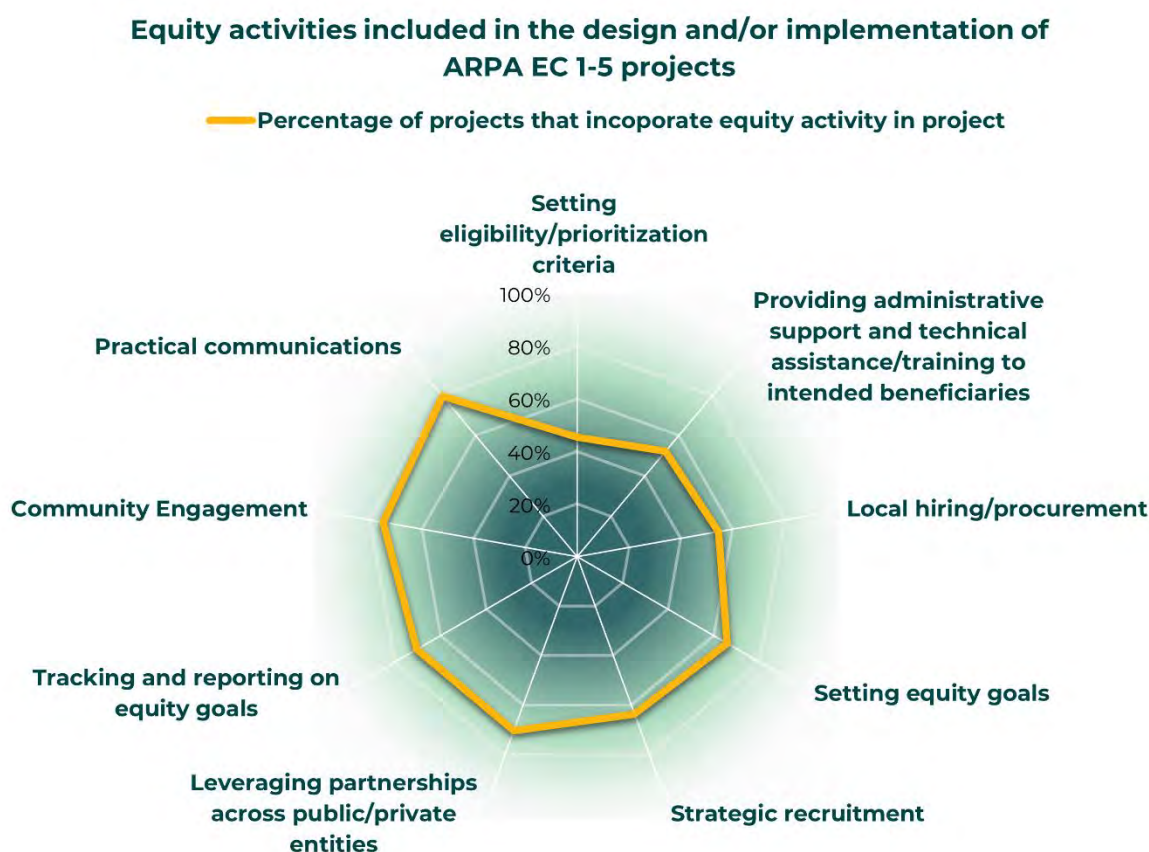 Equity activities included in the design and/or implementation of
ARPA EC 1-5 projects
Percentage of projects that incoporate equity activity in project
Setting
eligibility/prioritization
criteria
100%
80%
60%
40%
20%
0%
Providing administrative
support and technical
assistance/training to
intended beneficiaries
Local hiring/procurement
Setting equity goals
Strategic recruitment
Leveraging partnerships
across public/private
entities
Tracking and reporting on
equity goals
Community Engagement
Practical communications